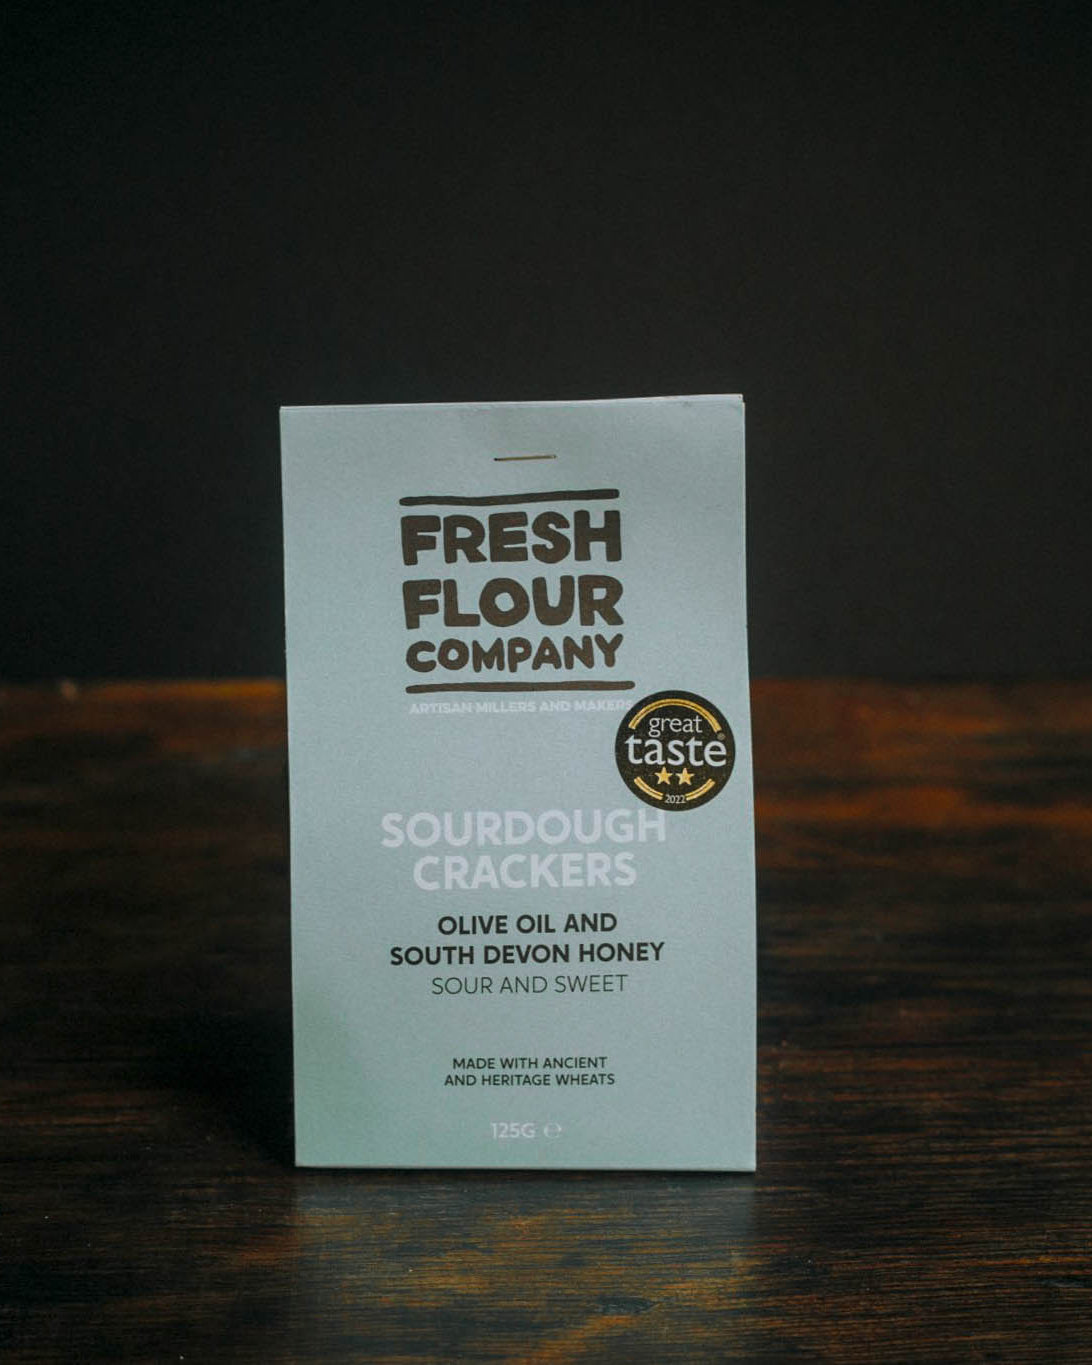 FRESH
FLOUR
COMPANY
ARTISAN MILLERS AND MAKERS
great
taste®
2022
SOURDOUGH
CRACKERS
OLIVE OIL AND
SOUTH DEVON HONEY
SOUR AND SWEET
MADE WITH ANCIENT
AND HERITAGE WHEATS
125G ℮